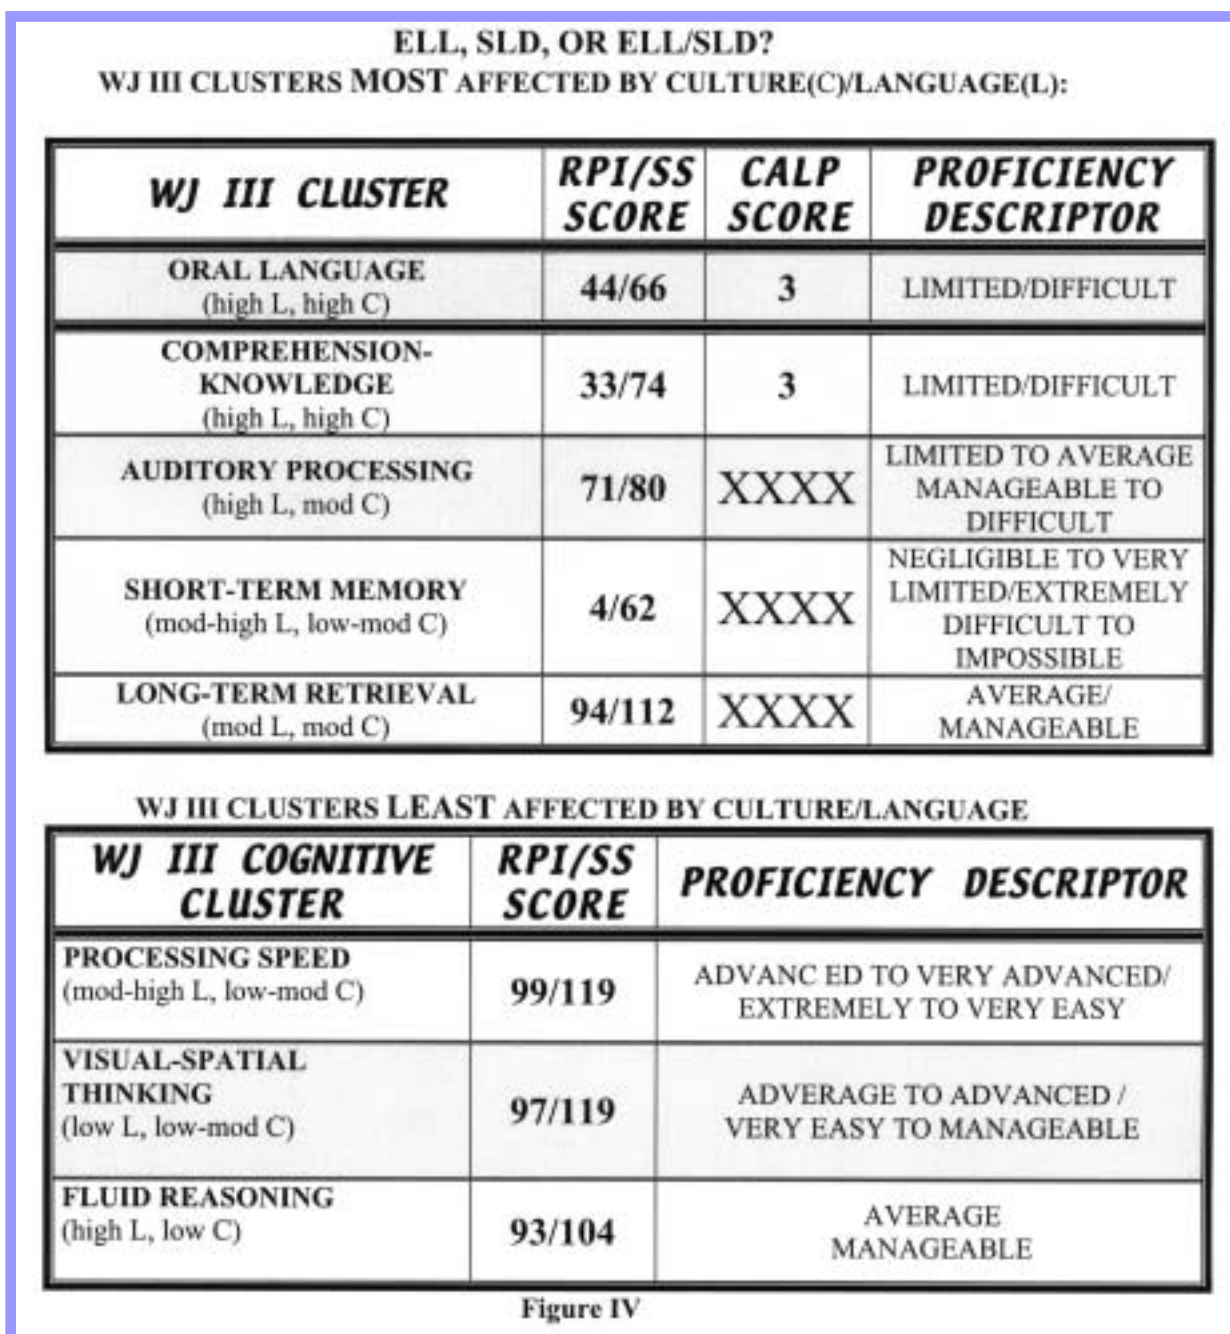 ELL, SLD, OR ELL/SLD?
WJ III CLUSTERS MOST AFFECTED BY CULTURE(C)/LANGUAGE(L):
WJ III CLUSTER
RPI/SS
SCORE
CALP
SCORE
PROFICIENCY
DESCRIPTOR
ORAL LANGUAGE
(high L, high C)
44/66
3
LIMITED/DIFFICULT
COMPREHENSION-
KNOWLEDGE
(high L, high C)
33/74
3
LIMITED/DIFFICULT
AUDITORY PROCESSING
(high L, mod C)
71/80
XXXX
LIMITED TO AVERAGE
MANAGEABLE TO
DIFFICULT
SHORT-TERM MEMORY
(mod-high L, low-mod C)
4/62
XXXX
NEGLIGIBLE TO VERY
LIMITED/EXTREMELY
DIFFICULT TO
IMPOSSIBLE
LONG-TERM RETRIEVAL
(mod L, mod C)
94/112
XXXX
AVERAGE/
MANAGEABLE
WJ III CLUSTERS LEAST AFFECTED BY CULTURE/LANGUAGE
WJ III COGNITIVE
CLUSTER
RPI/SS
SCORE
PROFICIENCY DESCRIPTOR
PROCESSING SPEED
(mod-high L, low-mod C)
99/119
ADVANC ED TO VERY ADVANCED/
EXTREMELY TO VERY EASY
VISUAL-SPATIAL
THINKING
(low L, low-mod C)
97/119
ADVERAGE TO ADVANCED /
VERY EASY TO MANAGEABLE
FLUID REASONING
(high L, low C)
93/104
AVERAGE
MANAGEABLE
Figure IV